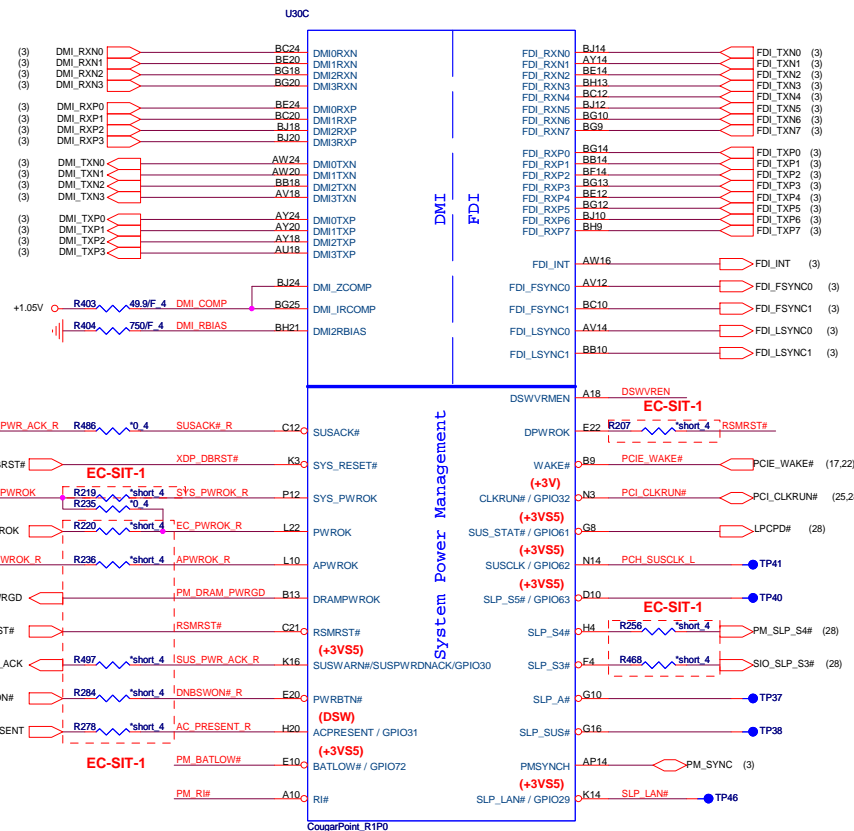 U30C
(3) DMI_RXN0 BC24 DMI0RXN FDI_RXN0 BJ14 FDI_TXN0 (3)
(3) DMI_RXN1 BE20 DMI1RXN FDI_RXN1 AY14 FDI_TXN1 (3)
(3) DMI_RXN2 BG18 DMI2RXN FDI_RXN2 BE14 FDI_TXN2 (3)
(3) DMI_RXN3 BG20 DMI3RXN FDI_RXN3 BH13 FDI_TXN3 (3)
FDI_RXN4 BC12 FDI_TXN4 (3)
(3) DMI_RXP0 BE24 DMI0RXP FDI_RXN5 BJ12 FDI_TXN5 (3)
(3) DMI_RXP1 BC20 DMI1RXP FDI_RXN6 BG10 FDI_TXN6 (3)
(3) DMI_RXP2 BJ18 DMI2RXP FDI_RXN7 BG9 FDI_TXN7 (3)
(3) DMI_RXP3 BJ20 DMI3RXP
FDI_RXP0 BG14 FDI_TXP0 (3)
(3) DMI_TXN0 AW24 DMI0TXN FDI_RXP1 BB14 FDI_TXP1 (3)
(3) DMI_TXN1 AW20 DMI1TXN FDI_RXP2 BF14 FDI_TXP2 (3)
(3) DMI_TXN2 BB18 DMI2TXN FDI_RXP3 BG13 FDI_TXP3 (3)
(3) DMI_TXN3 AV18 DMI3TXN FDI_RXP4 BE12 FDI_TXP4 (3)
FDI_RXP5 BG12 FDI_TXP5 (3)
(3) DMI_TXP0 AY24 DMI0TXP FDI_RXP6 BJ10 FDI_TXP6 (3)
(3) DMI_TXP1 AY20 DMI1TXP FDI_RXP7 BH9 FDI_TXP7 (3)
(3) DMI_TXP2 AY18 DMI2TXP
(3) DMI_TXP3 AU18 DMI3TXP
DMI
FDI
FDI_INT AW16 FDI_INT (3)
BJ24 DMI_ZCOMP FDI_FSYNC0 AV12 FDI_FSYNC0 (3)
+1.05V R403 49.9/F_4 DMI_COMP BG25 DMI_IRCOMP FDI_FSYNC1 BC10 FDI_FSYNC1 (3)
R404 750/F_4 DMI_RBIAS BH21 DMI2RBIAS FDI_LSYNC0 AV14 FDI_LSYNC0 (3)
FDI_LSYNC1 BB10 FDI_LSYNC1 (3)
System Power Management
DSWVRMEN A18 DSWVREN
EC-SIT-1
PWR_ACK_R R486 *0_4 SUSACK#_R C12 SUSACK# DPWROK E22 R207 *short_4 RSMRST#
BRST# XDP_DBRST# K3 SYS_RESET# WAKE# B9 PCIE_WAKE# PCIE_WAKE# (17,22)
EC-SIT-1
(+3V)
PWROK R219 *short_4 SYS_PWROK_R P12 SYS_PWROK CLKRUN# / GPIO32 N3 PCI_CLKRUN# PCI_CLKRUN# (25,2
R235 *0_4
(+3VS5)
ROK R220 *short_4 EC_PWROK_R L22 PWROK SUS_STAT# / GPIO61 G8 LPCPD# (28)
(+3VS5)
WROK_R R236 *short_4 APWROK_R L10 APWROK SUSCLK / GPIO62 N14 PCH_SUSCLK_L TP41
(+3VS5)
WRGD PM_DRAM_PWRGD B13 DRAMPWROK SLP_S5# / GPIO63 D10 TP40
EC-SIT-1
ST# RSMRST# C21 RSMRST# SLP_S4# H4 R256 *short_4 PM_SLP_S4# (28)
(+3VS5)
_ACK R497 *short_4 SUS_PWR_ACK_R K16 SUSWARN#/SUSPWRDNACK/GPIO30 SLP_S3# F4 R468 *short_4 SIO_SLP_S3# (28)
ON# R284 *short_4 DNBSWON#_R E20 PWRBTN# SLP_A# G10 TP37
(DSW)
SENT R278 *short_4 AC_PRESENT_R H20 ACPRESENT / GPIO31 SLP_SUS# G16 TP38
(+3VS5)
EC-SIT-1
PM_BATLOW# E10 BATLOW# / GPIO72 PMSYNCH AP14 PM_SYNC (3)
(+3VS5)
PM_RI# A10 RI# SLP_LAN# / GPIO29 K14 SLP_LAN# TP46
CougarPoint_R1P0